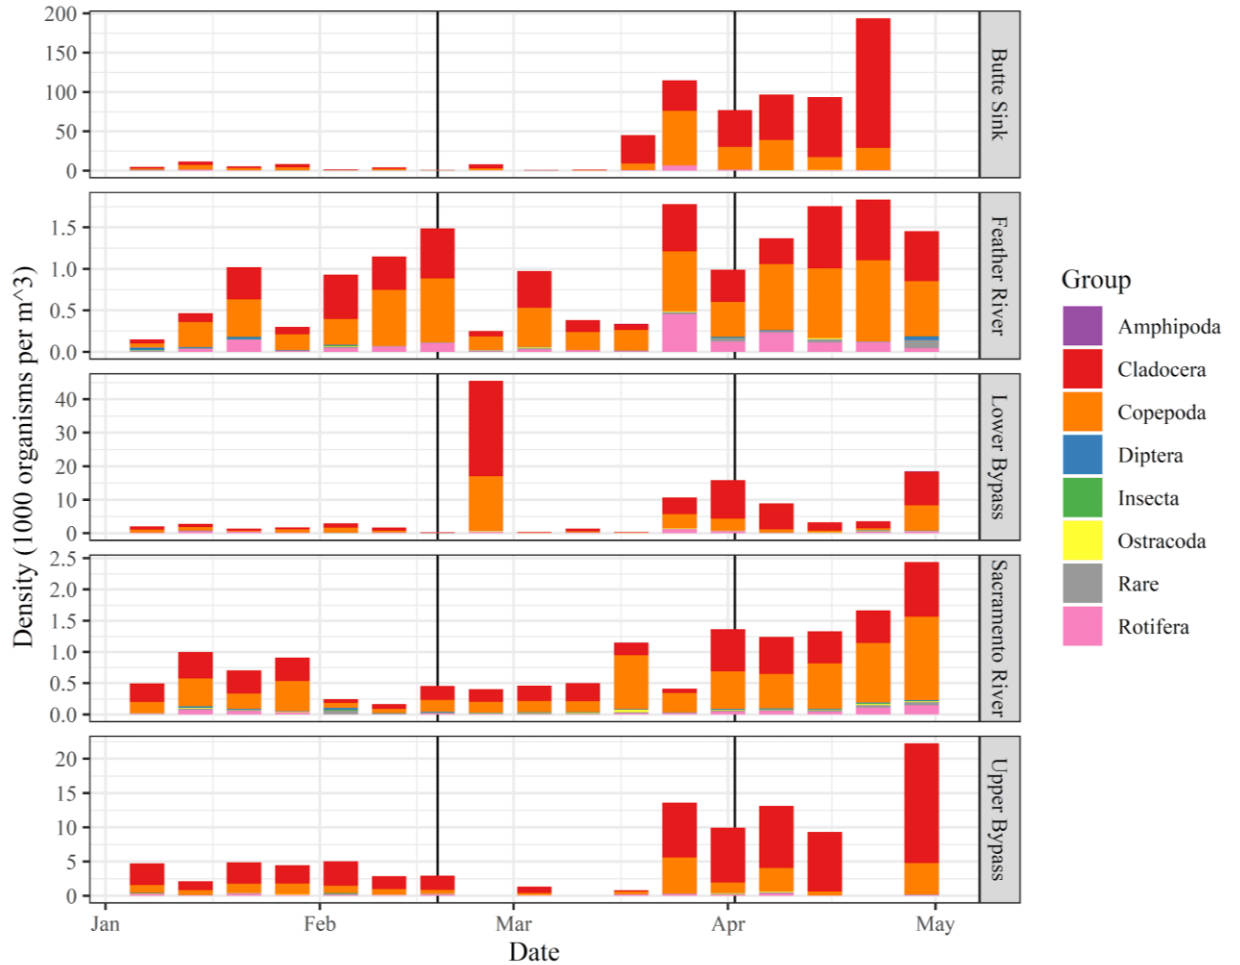 Density (1000 organisms per m^3)
200
150
100
50
0
Butte Sink
1.5
1.0
0.5
0.0
Feather River
40
30
20
10
0
Lower Bypass
2.5
2.0
1.5
1.0
0.5
0.0
Sacramento River
20
15
10
5
0
Upper Bypass
Jan Feb Mar Apr May
Date
Group
Amphipoda
Cladocera
Copepoda
Diptera
Insecta
Ostracoda
Rare
Rotifera